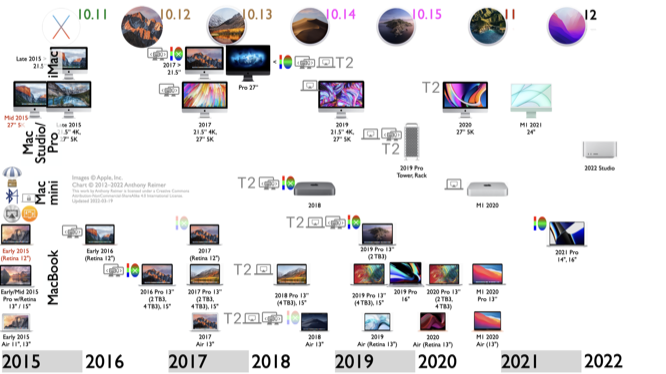 10.11 10.12 10.13 10.14 10.15 11 12
iMac
Late 2015
21.5"
2017 >
21.5"
Pro 27"
<
T2
Mid 2015
27" 5K
Late 2015
21.5" 4K,
27" 5K
2017
21.5" 4K,
27" 5K
2019
21.5" 4K,
27" 5K
T2
2020
27" 5K
M1 2021
24"
Mac
Studio/
Pro
T2
2019 Pro
Tower, Rack
2022 Studio
Mac
mini
Images © Apple, Inc.
Chart © 2012–2022 Andrew Reimer
Updated 2022-03-19
T2
2018
M1 2020
MacBook
Early 2015
(Retina 12")
Early 2016
(Retina 12")
2017
(Retina 12")
T2
2019 Pro 13"
(2 TB3)
2021 Pro
14", 16"
Early/Mid 2015
Pro w/Retina
13" / 15"
2016 Pro 13"
(2 TB3,
4 TB3), 15"
2017 Pro 13"
(2 TB3,
4 TB3), 15"
T2
2018 Pro 13"
(4 TB3), 15"
2019 Pro 13"
(4 TB3), 15"
2019 Pro
16"
2020 Pro 13"
(2 TB3,
4 TB3)
M1 2020
Pro 13"
Early 2015
Air 11", 13"
2017
Air 13"
T2
2018
Air 13"
2019
Air (Retina 13")
2020
Air (Retina 13")
M1 2020
Air (13")
2015 2016 2017 2018 2019 2020 2021 2022